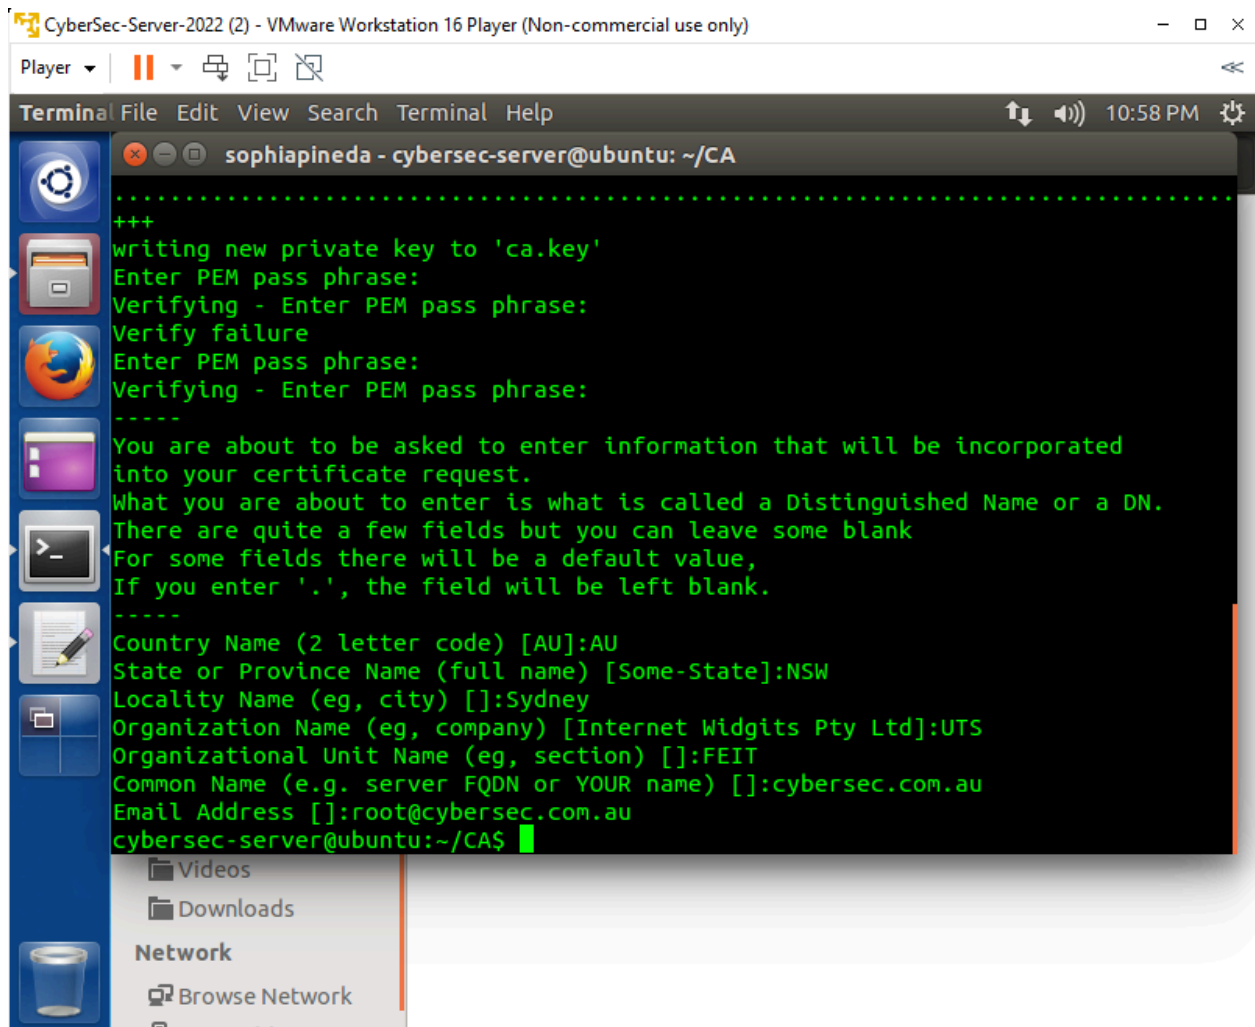 CyberSec-Server-2022 (2) - VMware Workstation 16 Player (Non-commercial use only)
Player
Terminal File Edit View Search Terminal Help 10:58 PM
sophiapineda - cybersec-server@ubuntu: ~/CA
................................................................................
+++
writing new private key to 'ca.key'
Enter PEM pass phrase:
Verifying - Enter PEM pass phrase:
Verify failure
Enter PEM pass phrase:
Verifying - Enter PEM pass phrase:
-----
You are about to be asked to enter information that will be incorporated
into your certificate request.
What you are about to enter is what is called a Distinguished Name or a DN.
There are quite a few fields but you can leave some blank
For some fields there will be a default value,
If you enter '.', the field will be left blank.
-----
Country Name (2 letter code) [AU]:AU
State or Province Name (full name) [Some-State]:NSW
Locality Name (eg, city) []:Sydney
Organization Name (eg, company) [Internet Widgits Pty Ltd]:UTS
Organizational Unit Name (eg, section) []:FEIT
Common Name (e.g. server FQDN or YOUR name) []:cybersec.com.au
Email Address []:root@cybersec.com.au
cybersec-server@ubuntu:~/CA$
Videos
Downloads
Network
Browse Network